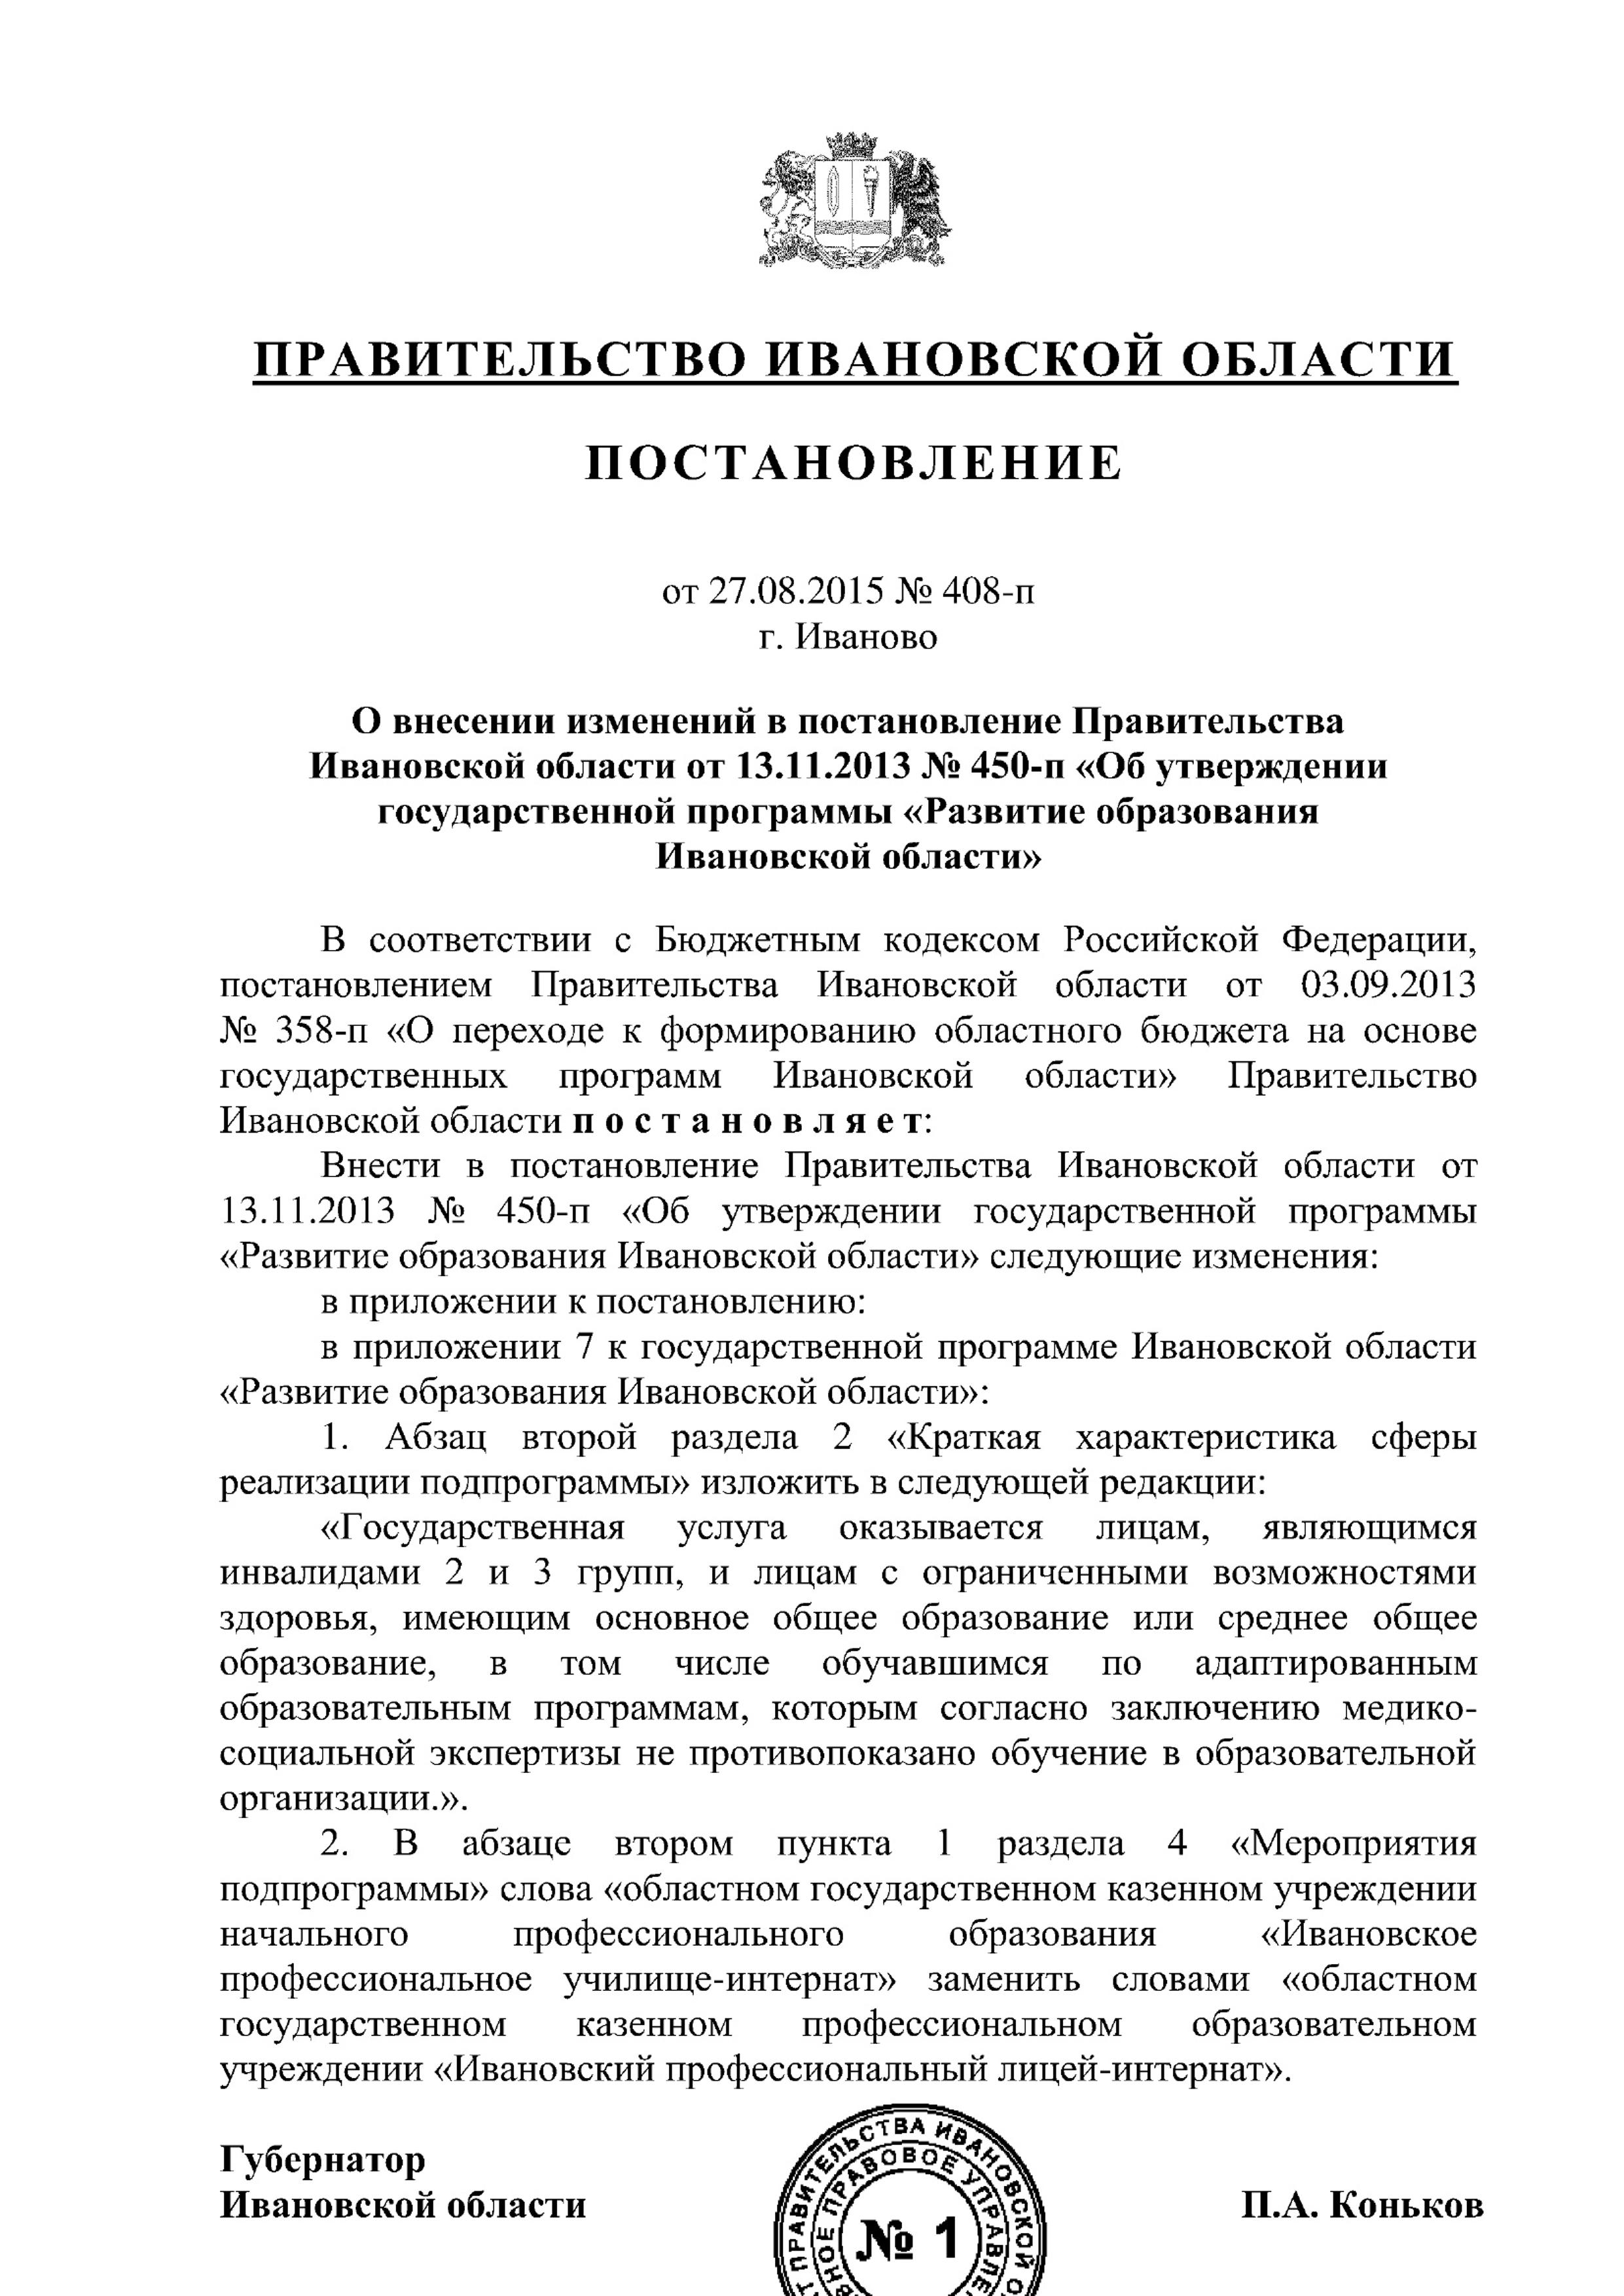 ПРАВИТЕЛЬСТВО ИВАНОВСКОЙ ОБЛАСТИ
ПОСТАНОВЛЕНИЕ
от 27.08.2015 № 408-п
г. Иваново
О внесении изменений в постановление Правительства
Ивановской области от 13.11.2013 № 450-п «Об утверждении
государственной программы «Развитие образования
Ивановской области»
В соответствии с Бюджетным кодексом Российской Федерации,
постановлением Правительства Ивановской области от 03.09.2013
№ 358-п «О переходе к формированию областного бюджета на основе
государственных программ Ивановской области» Правительство
Ивановской области п о с т а н о в л я е т:
Внести в постановление Правительства Ивановской области от
13.11.2013 № 450-п «Об утверждении государственной программы
«Развитие образования Ивановской области» следующие изменения:
в приложении к постановлению:
в приложении 7 к государственной программе Ивановской области
«Развитие образования Ивановской области»:
1. Абзац второй раздела 2 «Краткая характеристика сферы
реализации подпрограммы» изложить в следующей редакции:
«Государственная услуга оказывается лицам, являющимся
инвалидами 2 и 3 групп, и лицам с ограниченными возможностями
здоровья, имеющим основное общее образование или среднее общее
образование, в том числе обучавшимся по адаптированным
образовательным программам, которым согласно заключению медико-
социальной экспертизы не противопоказано обучение в образовательной
организации.».
2. В абзаце втором пункта 1 раздела 4 «Мероприятия
подпрограммы» слова «областном государственном казенном учреждении
начального профессионального образования «Ивановское
профессиональное училище-интернат» заменить словами «областном
государственном казенном профессиональном образовательном
учреждении «Ивановский профессиональный лицей-интернат».
Губернатор
Ивановской области
П.А. Коньков
ПРАВИТЕЛЬСТВА ИВАНОВСКОЙ
ПРАВОВОЕ
№ 1